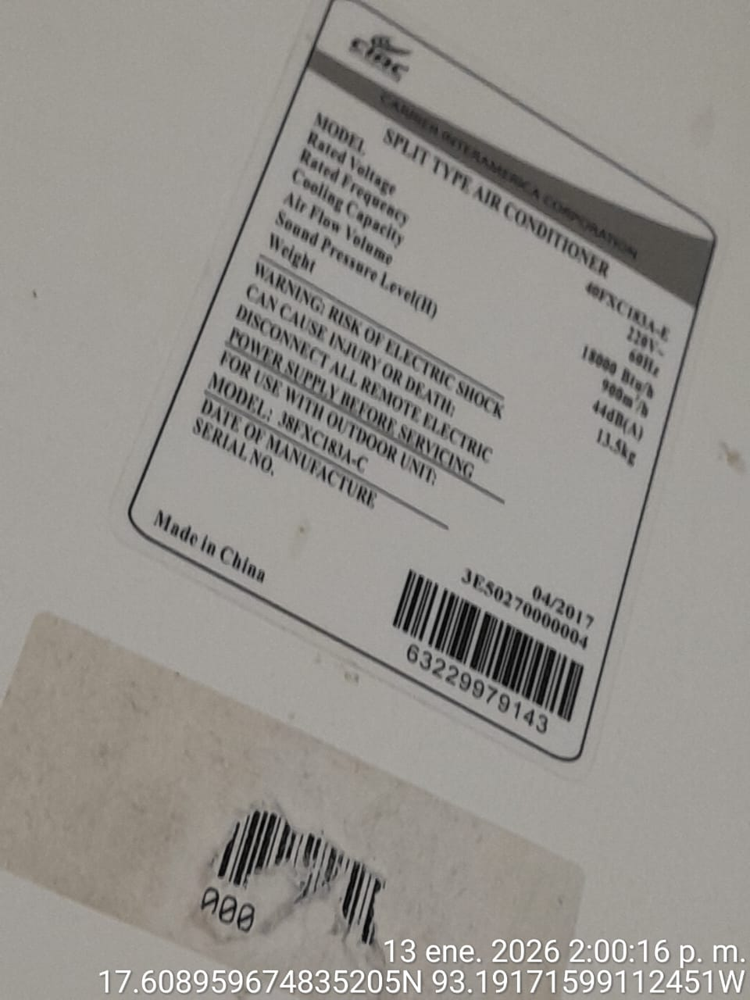 ciac
CARRIER INTERAMERICA CORPORATION
SPLIT TYPE AIR CONDITIONER
MODEL 40FXC183A-E
Rated Voltage 220V~
Rated Frequency 60Hz
Cooling Capacity 18000 Btu/h
Air Flow Volume 900m³/h
Sound Pressure Level(H) 44dB(A)
Weight 13.5kg
WARNING: RISK OF ELECTRIC SHOCK
CAN CAUSE INJURY OR DEATH:
DISCONNECT ALL REMOTE ELECTRIC
POWER SUPPLY BEFORE SERVICING
FOR USE WITH OUTDOOR UNIT:
MODEL: 38FXC183A-C
DATE OF MANUFACTURE 04/2017
SERIAL NO. 3E50270000004
63229979143
Made in China
000
13 ene. 2026 2:00:16 p. m.
17.608959674835205N 93.19171599112451W